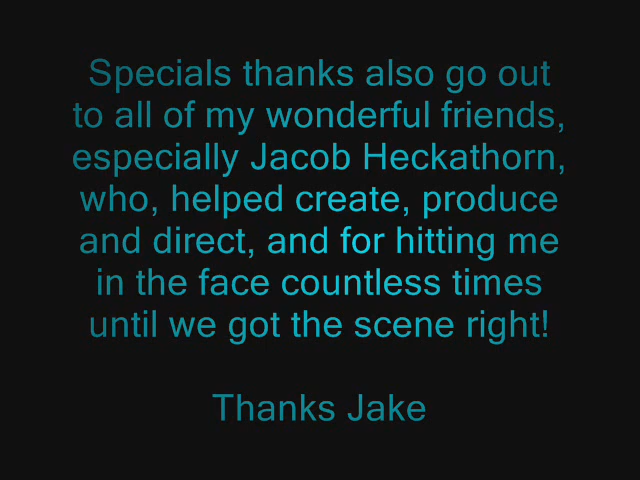 Specials thanks also go out
to all of my wonderful friends,
especially Jacob Heckathorn,
who, helped create, produce
and direct, and for hitting me
in the face countless times
until we got the scene right!
Thanks Jake